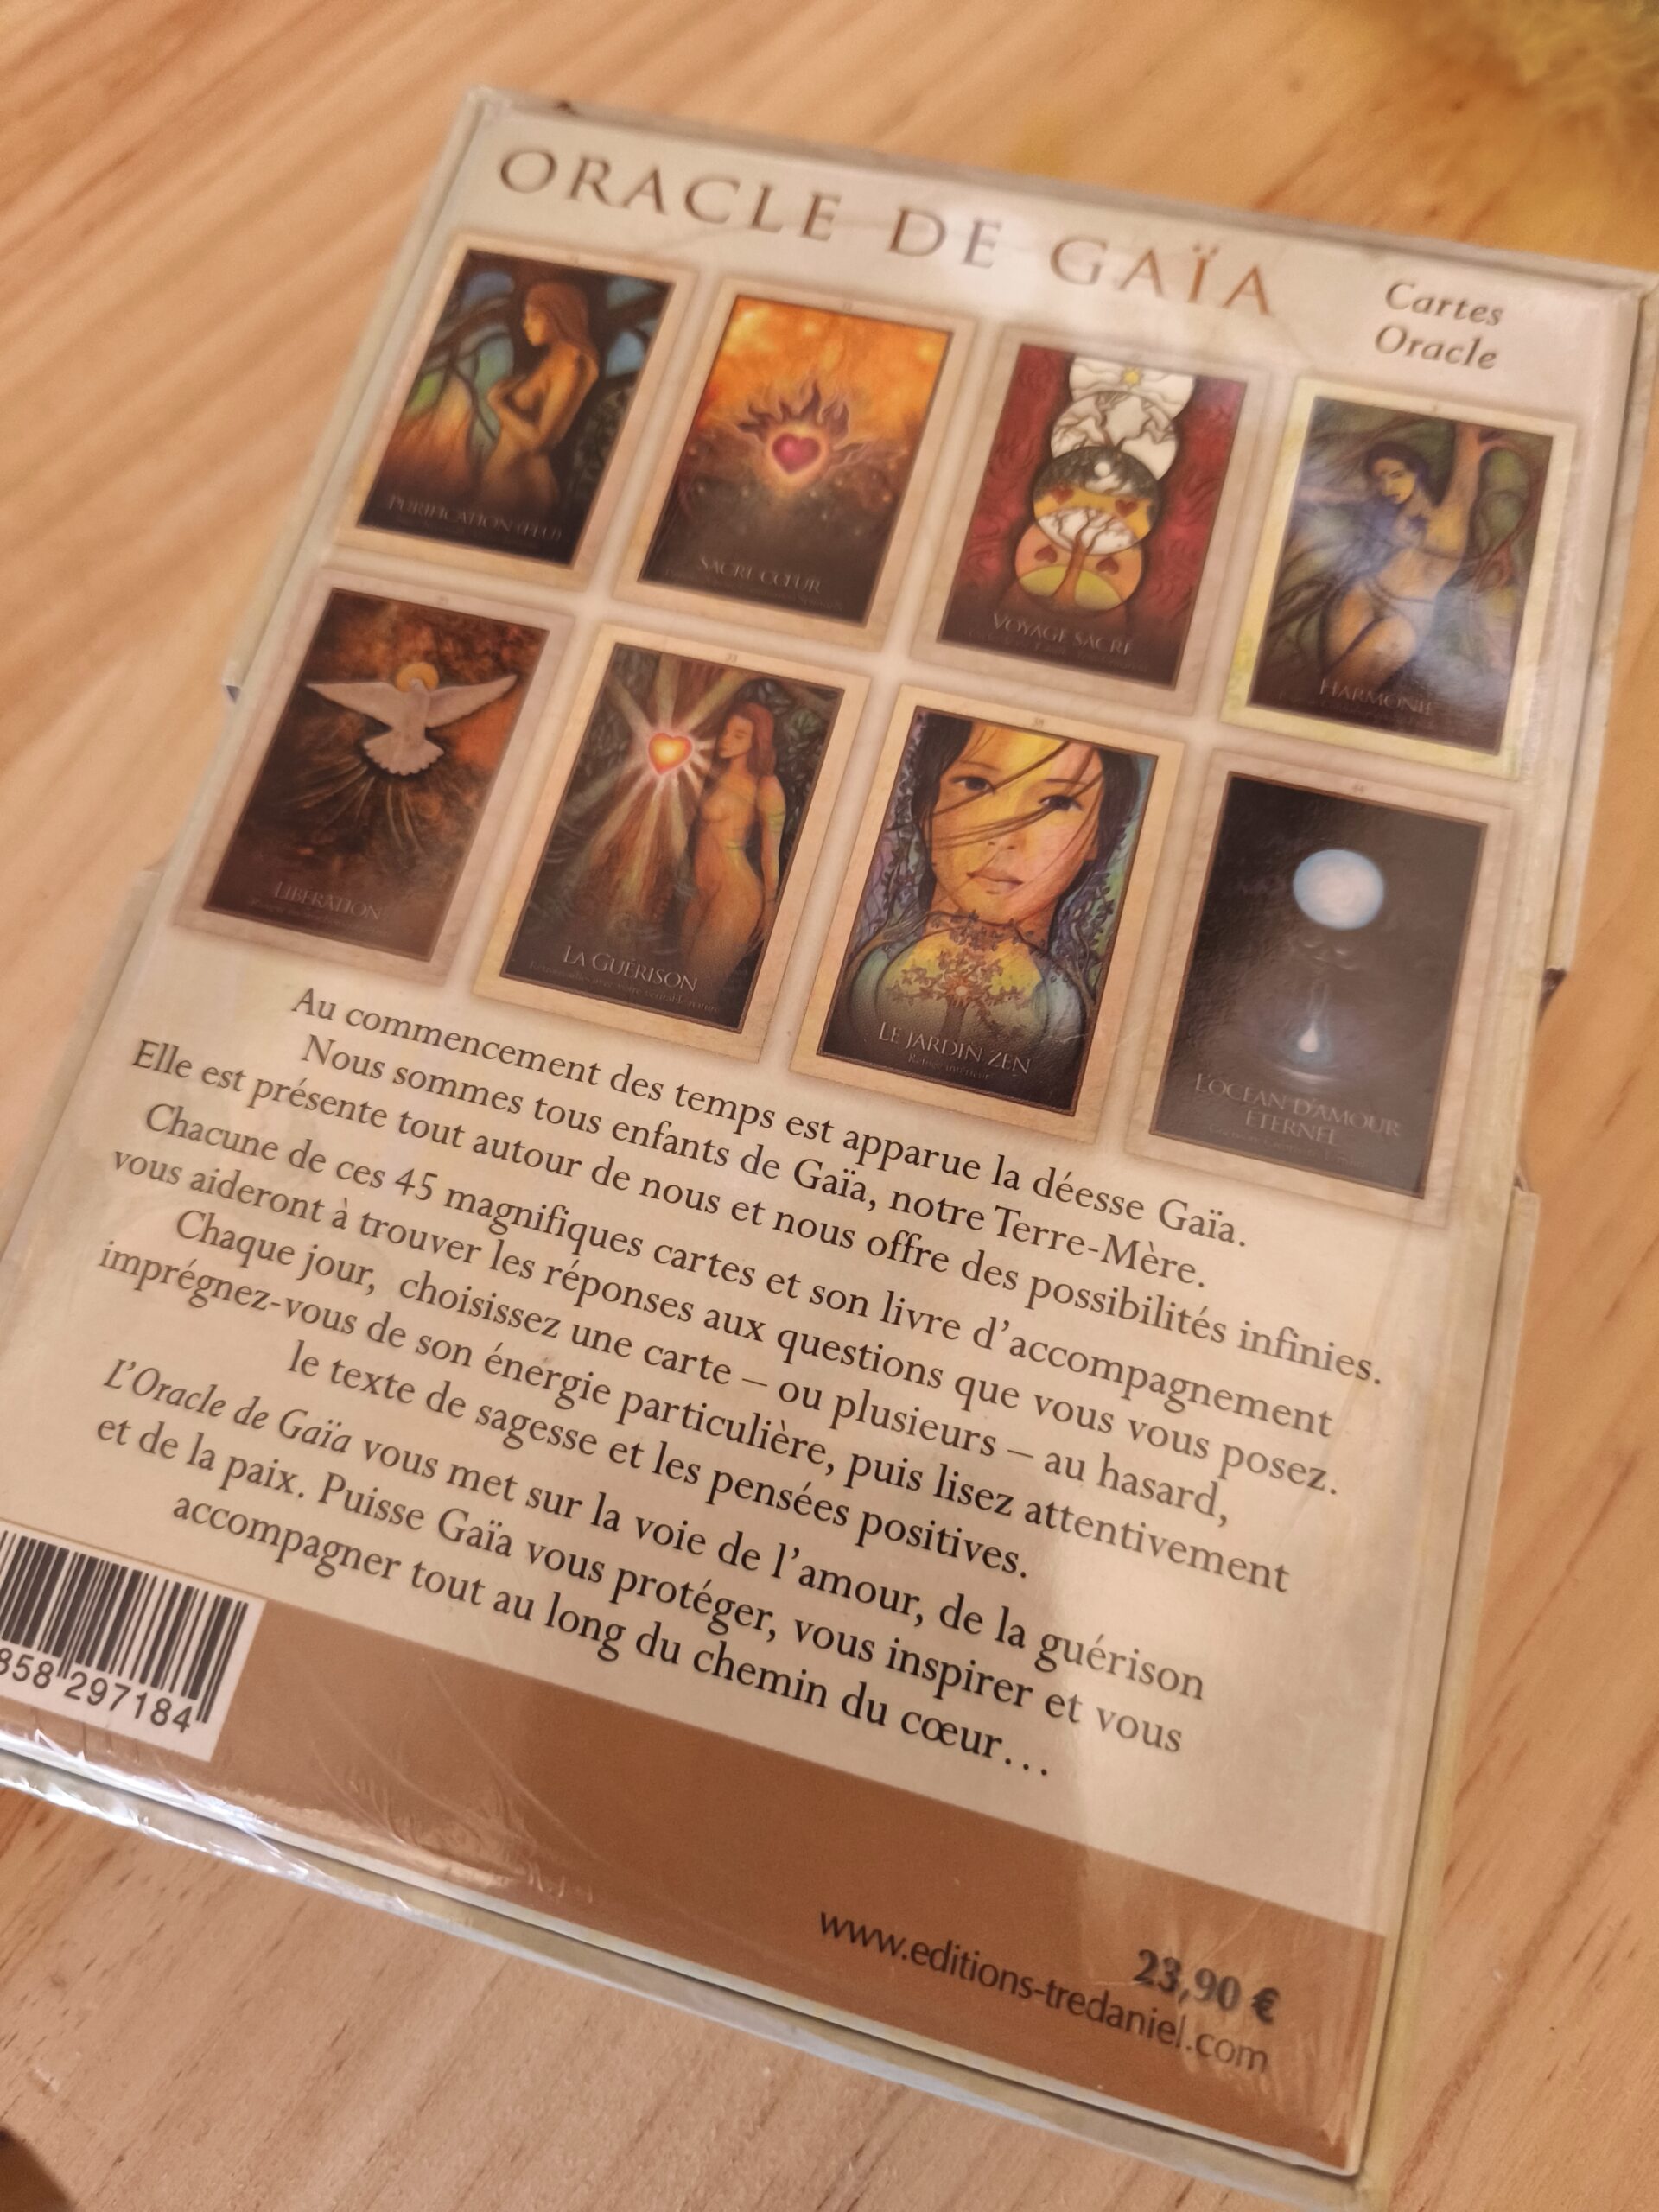 ORACLE DE GAÏA
Cartes
Oracle
PURIFICATION (FEU)
SACRÉ CŒUR
VOYAGE SACRÉ
HARMONIE
LIBÉRATION
LA GUÉRISON
LE JARDIN ZEN
L'OCÉAN D'AMOUR
ÉTERNEL
Au commencement des temps est apparue la déesse Gaïa.
Nous sommes tous enfants de Gaïa, notre Terre-Mère.
Elle est présente tout autour de nous et nous offre des possibilités infinies.
Chacune de ces 45 magnifiques cartes et son livre d'accompagnement
vous aideront à trouver les réponses aux questions que vous vous posez.
Chaque jour, choisissez une carte – ou plusieurs – au hasard,
imprégnez-vous de son énergie particulière, puis lisez attentivement
le texte de sagesse et les pensées positives.
L'Oracle de Gaïa vous met sur la voie de l'amour, de la guérison
et de la paix. Puisse Gaïa vous protéger, vous inspirer et vous
accompagner tout au long du chemin du cœur…
858 297184
23,90 €
www.editions-tredaniel.com